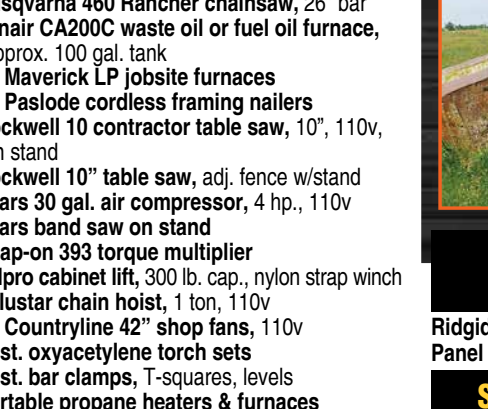 sqvarna 460 Rancher chainsaw, 26” bar
nair CA200C waste oil or fuel oil furnace,
pprox. 100 gal. tank
Maverick LP jobsite furnaces
Paslode cordless framing nailers
ckwell 10 contractor table saw, 10”, 110v,
n stand
ckwell 10” table saw, adj. fence w/stand
ars 30 gal. air compressor, 4 hp., 110v
ars band saw on stand
ap-on 393 torque multiplier
lpro cabinet lift, 300 lb. cap., nylon strap winch
lustar chain hoist, 1 ton, 110v
Countryline 42” shop fans, 110v
st. oxyacetylene torch sets
st. bar clamps, T-squares, levels
rtable propane heaters & furnaces
Ridgid
Panel
S